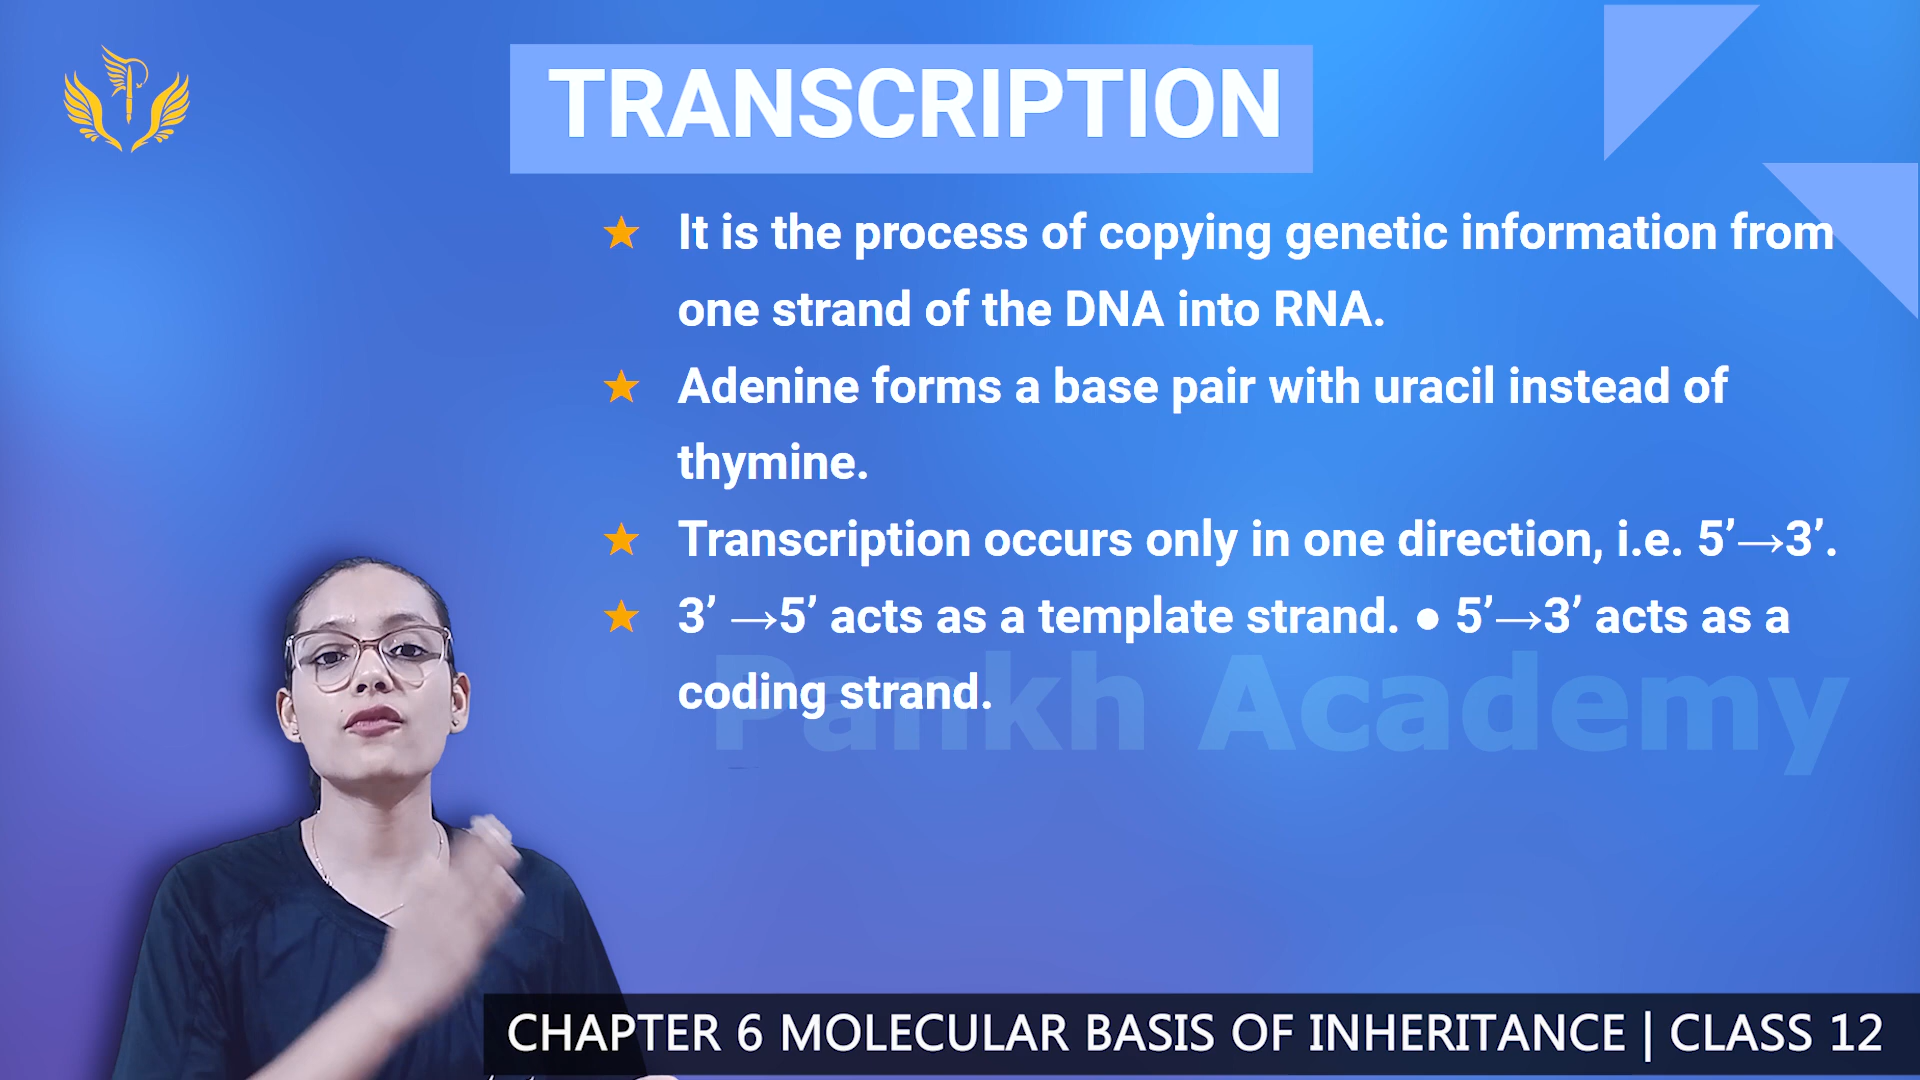 TRANSCRIPTION
★ It is the process of copying genetic information from
one strand of the DNA into RNA.
★ Adenine forms a base pair with uracil instead of
thymine.
★ Transcription occurs only in one direction, i.e. 5’→3’.
★ 3’ →5’ acts as a template strand. ● 5’→3’ acts as a
coding strand.
Pankh Academy
CHAPTER 6 MOLECULAR BASIS OF INHERITANCE | CLASS 12